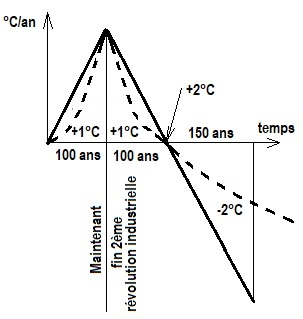 °C/an
+2°C
+1°C
+1°C
150 ans
temps
100 ans
100 ans
-2°C
Maintenant
fin 2ème
révolution industrielle